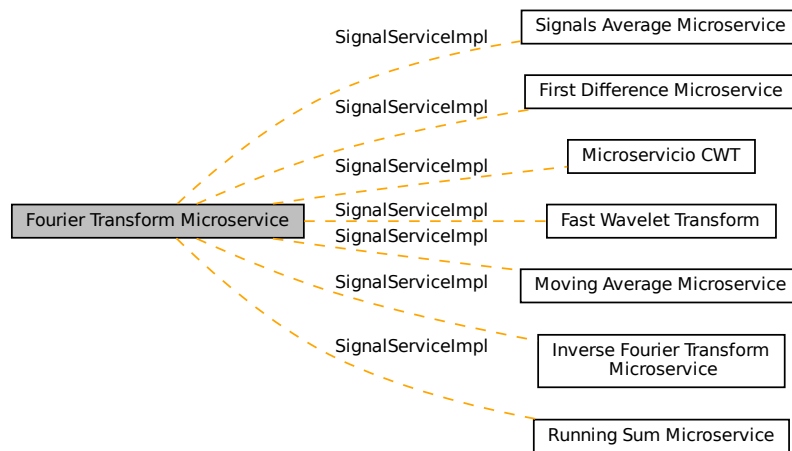 Signals Average Microservice
SignalServiceImpl
First Difference Microservice
SignalServiceImpl
Microservicio CWT
SignalServiceImpl
Fourier Transform Microservice
SignalServiceImpl
Fast Wavelet Transform
SignalServiceImpl
Moving Average Microservice
SignalServiceImpl
Inverse Fourier Transform
Microservice
SignalServiceImpl
Running Sum Microservice